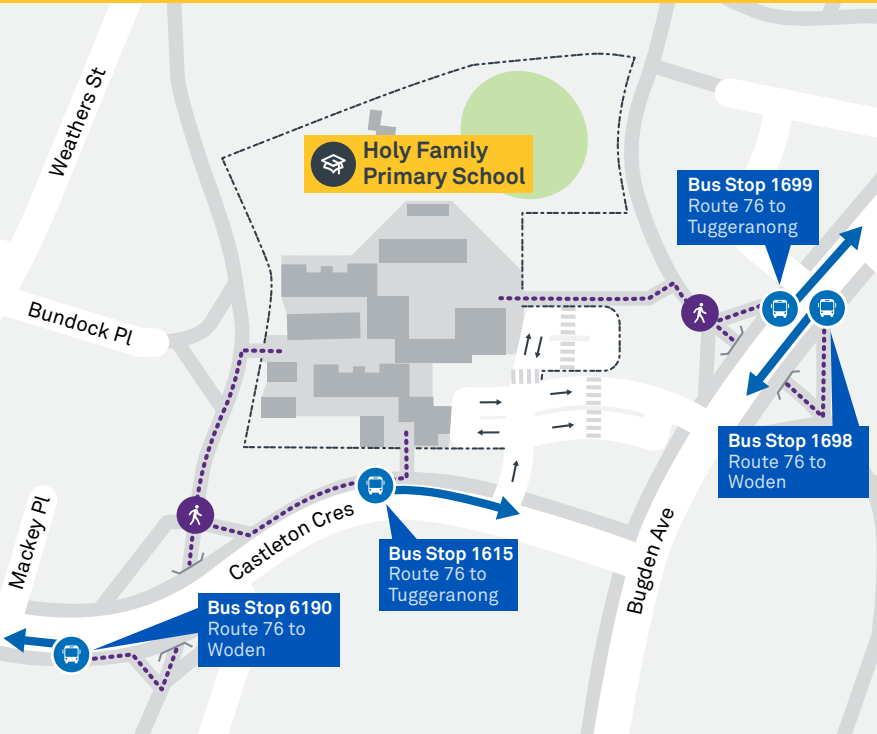 Weathers St
Holy Family
Primary School
Bus Stop 1699
Route 76 to
Tuggeranong
Bundock Pl
Bus Stop 1698
Route 76 to
Woden
Mackey Pl
Castleton Cres
Bus Stop 1615
Route 76 to
Tuggeranong
Bugden Ave
Bus Stop 6190
Route 76 to
Woden